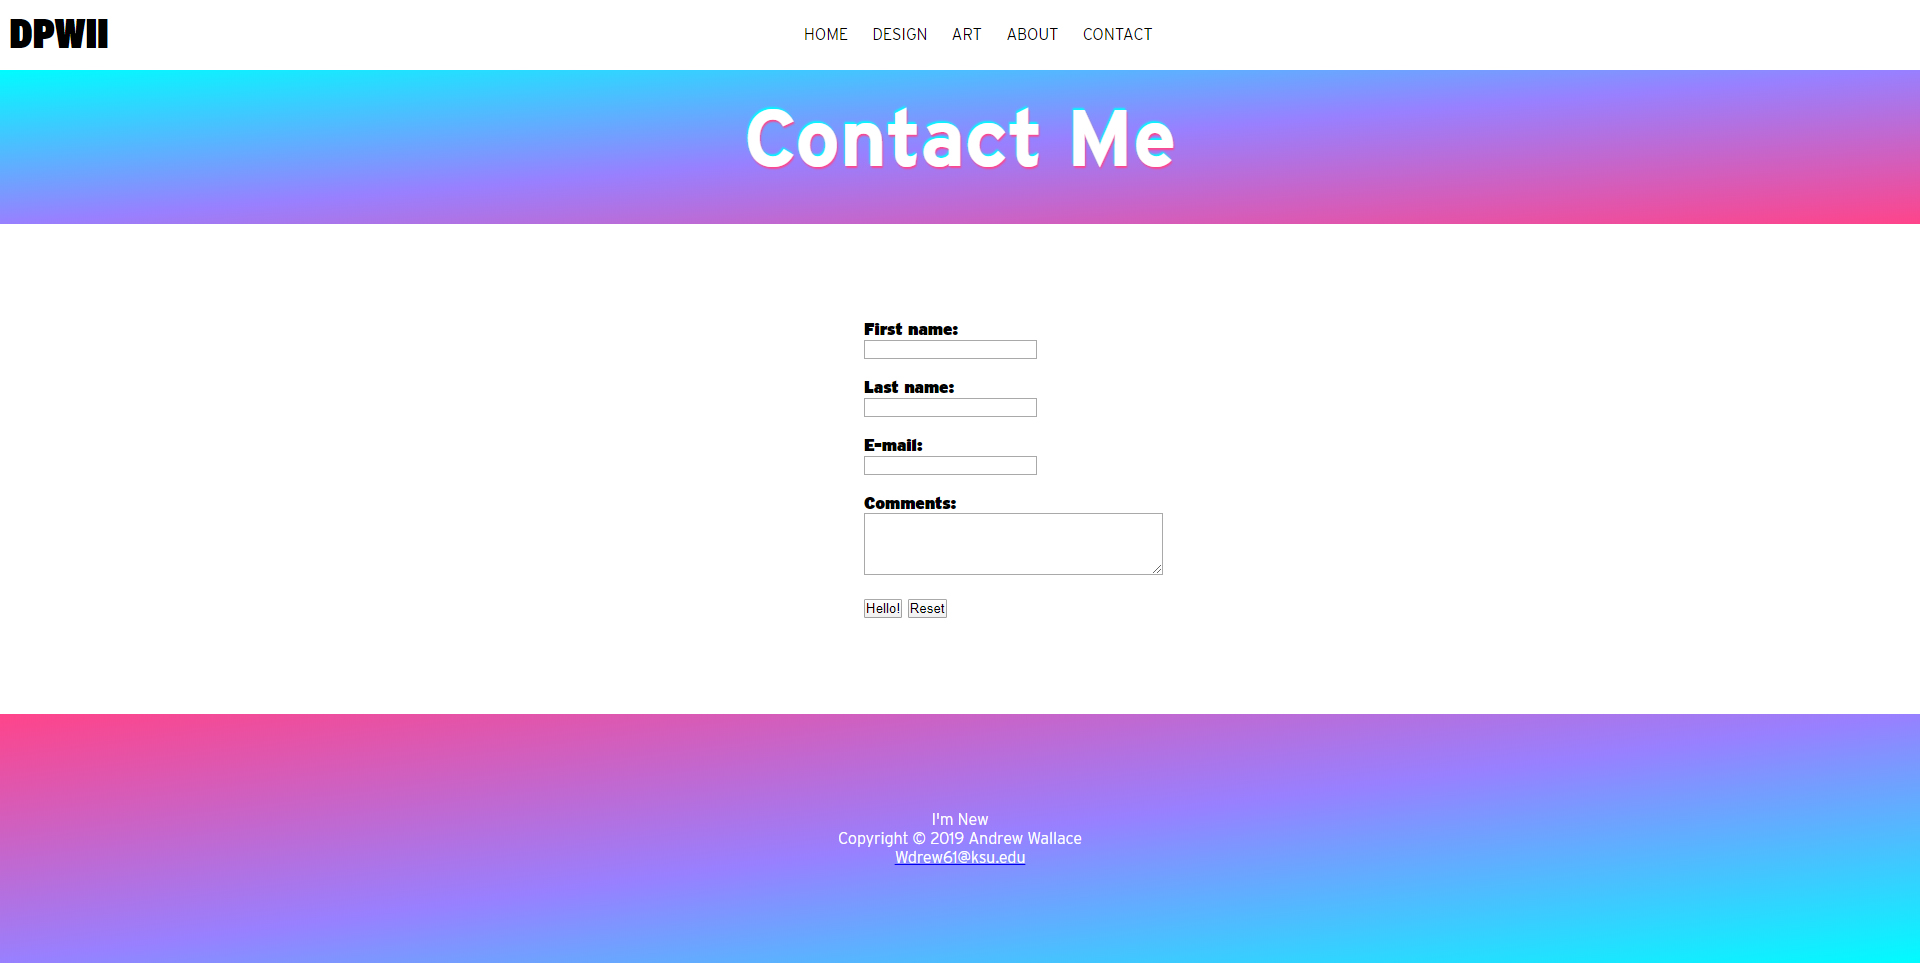 DPWII
HOME DESIGN ART ABOUT CONTACT
Contact Me
First name:
Last name:
E-mail:
Comments:
Hello! Reset
I'm New
Copyright © 2019 Andrew Wallace
Wdrew61@ksu.edu